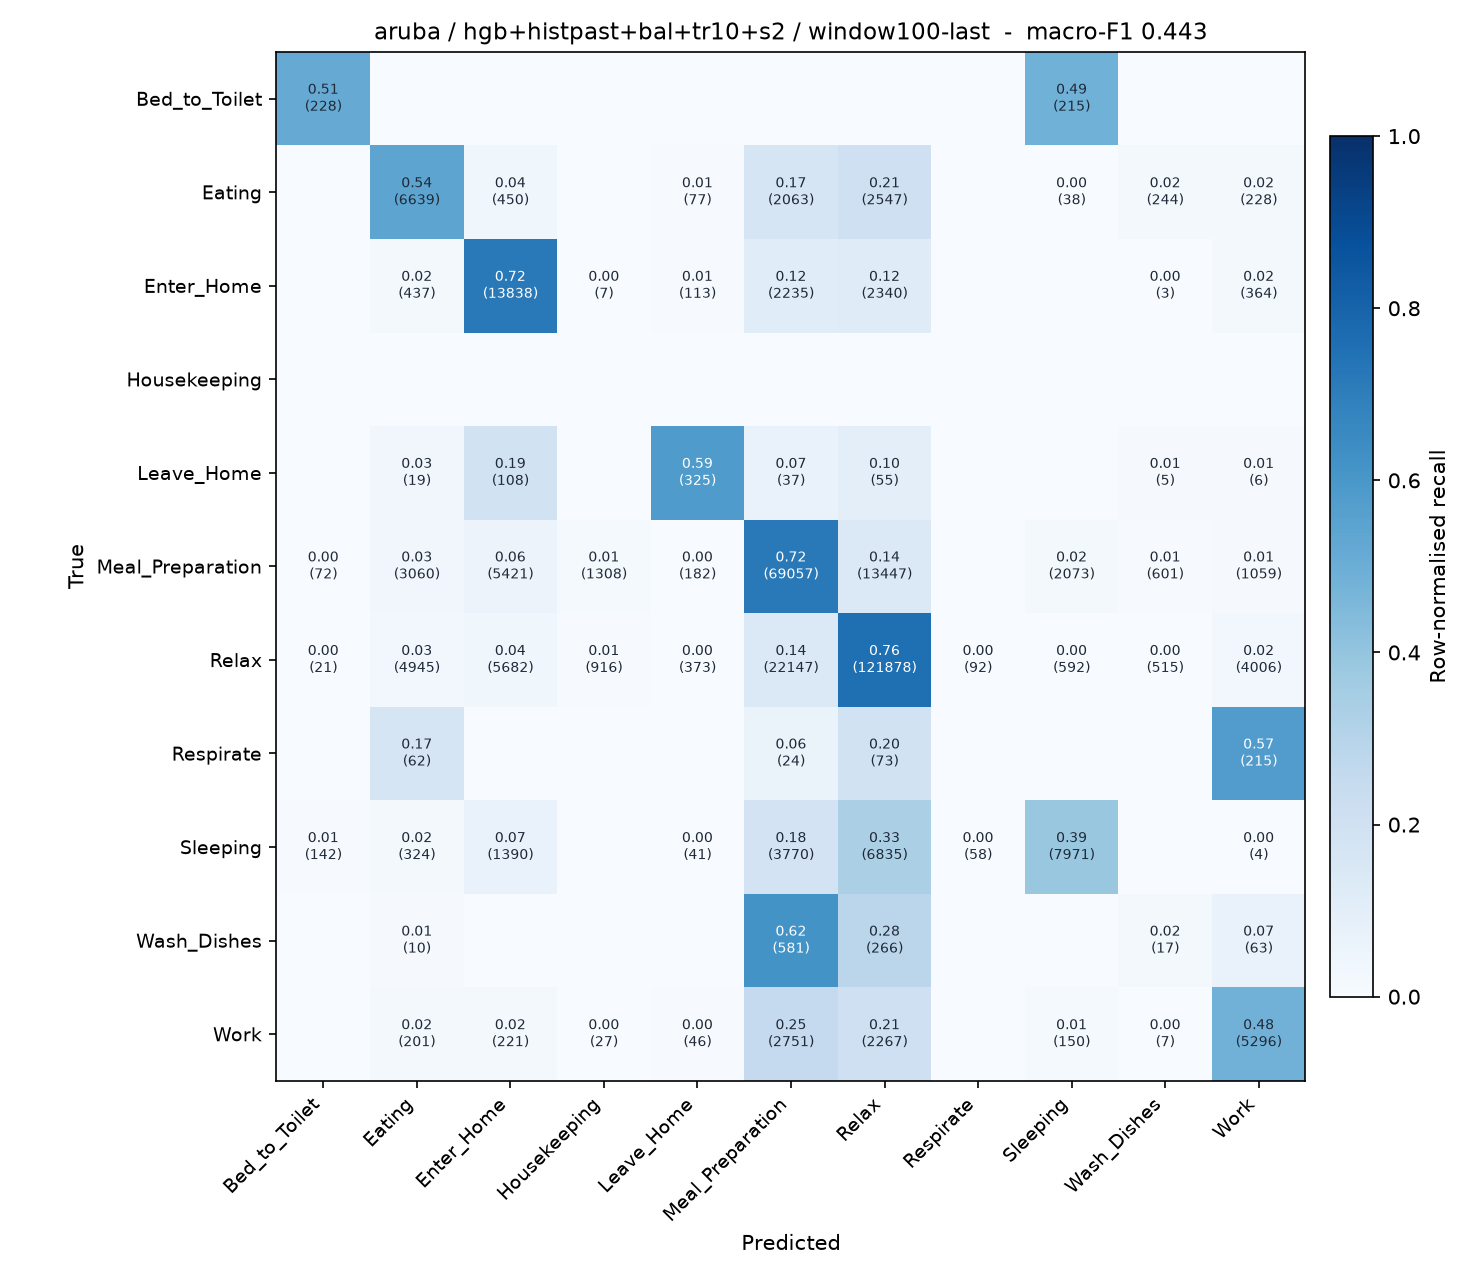 aruba / hgb+histpast+bal+tr10+s2 / window100-last - macro-F1 0.443
Bed_to_Toilet 0.51 0.49
(228) (215)
Eating 0.54 0.04 0.01 0.17 0.21 0.00 0.02 0.02
(6639) (450) (77) (2063) (2547) (38) (244) (228)
Enter_Home 0.02 0.72 0.00 0.01 0.12 0.12 0.00 0.02
(437) (13838) (7) (113) (2235) (2340) (3) (364)
Housekeeping
Leave_Home 0.03 0.19 0.59 0.07 0.10 0.01 0.01
(19) (108) (325) (37) (55) (5) (6)
Meal_Preparation 0.00 0.03 0.06 0.01 0.00 0.72 0.14 0.02 0.01 0.01
(72) (3060) (5421) (1308) (182) (69057) (13447) (2073) (601) (1059)
Relax 0.00 0.03 0.04 0.01 0.00 0.14 0.76 0.00 0.00 0.00 0.02
(21) (4945) (5682) (916) (373) (22147) (121878) (92) (592) (515) (4006)
Respirate 0.17 0.06 0.20 0.57
(62) (24) (73) (215)
Sleeping 0.01 0.02 0.07 0.00 0.18 0.33 0.00 0.39 0.00
(142) (324) (1390) (41) (3770) (6835) (58) (7971) (4)
Wash_Dishes 0.01 0.62 0.28 0.02 0.07
(10) (581) (266) (17) (63)
Work 0.02 0.02 0.00 0.00 0.25 0.21 0.01 0.00 0.48
(201) (221) (27) (46) (2751) (2267) (150) (7) (5296)
True
Bed_to_Toilet
Eating
Enter_Home
Housekeeping
Leave_Home
Meal_Preparation
Relax
Respirate
Sleeping
Wash_Dishes
Work
Predicted
1.0
0.8
0.6
0.4
0.2
0.0
Row-normalised recall